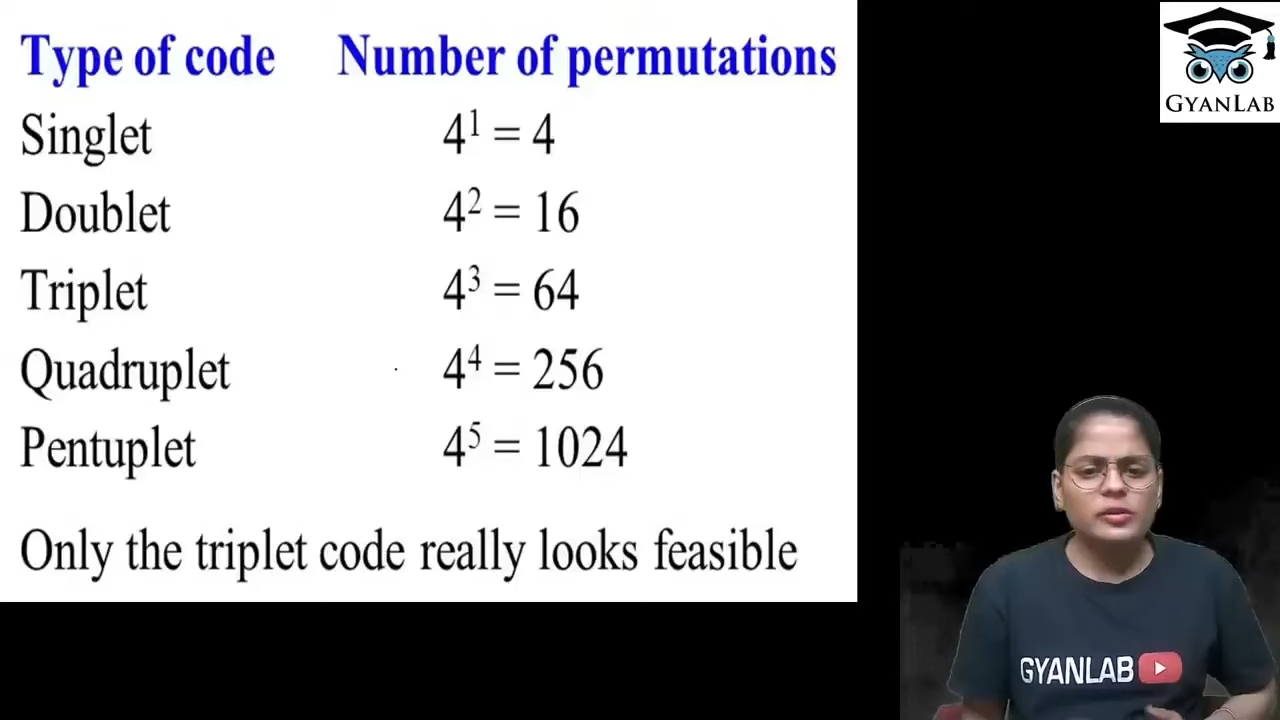 Type of code Number of permutations
Singlet 4¹ = 4
Doublet 4² = 16
Triplet 4³ = 64
Quadruplet 4⁴ = 256
Pentuplet 4⁵ = 1024
Only the triplet code really looks feasible
GYANLAB
GYANLAB